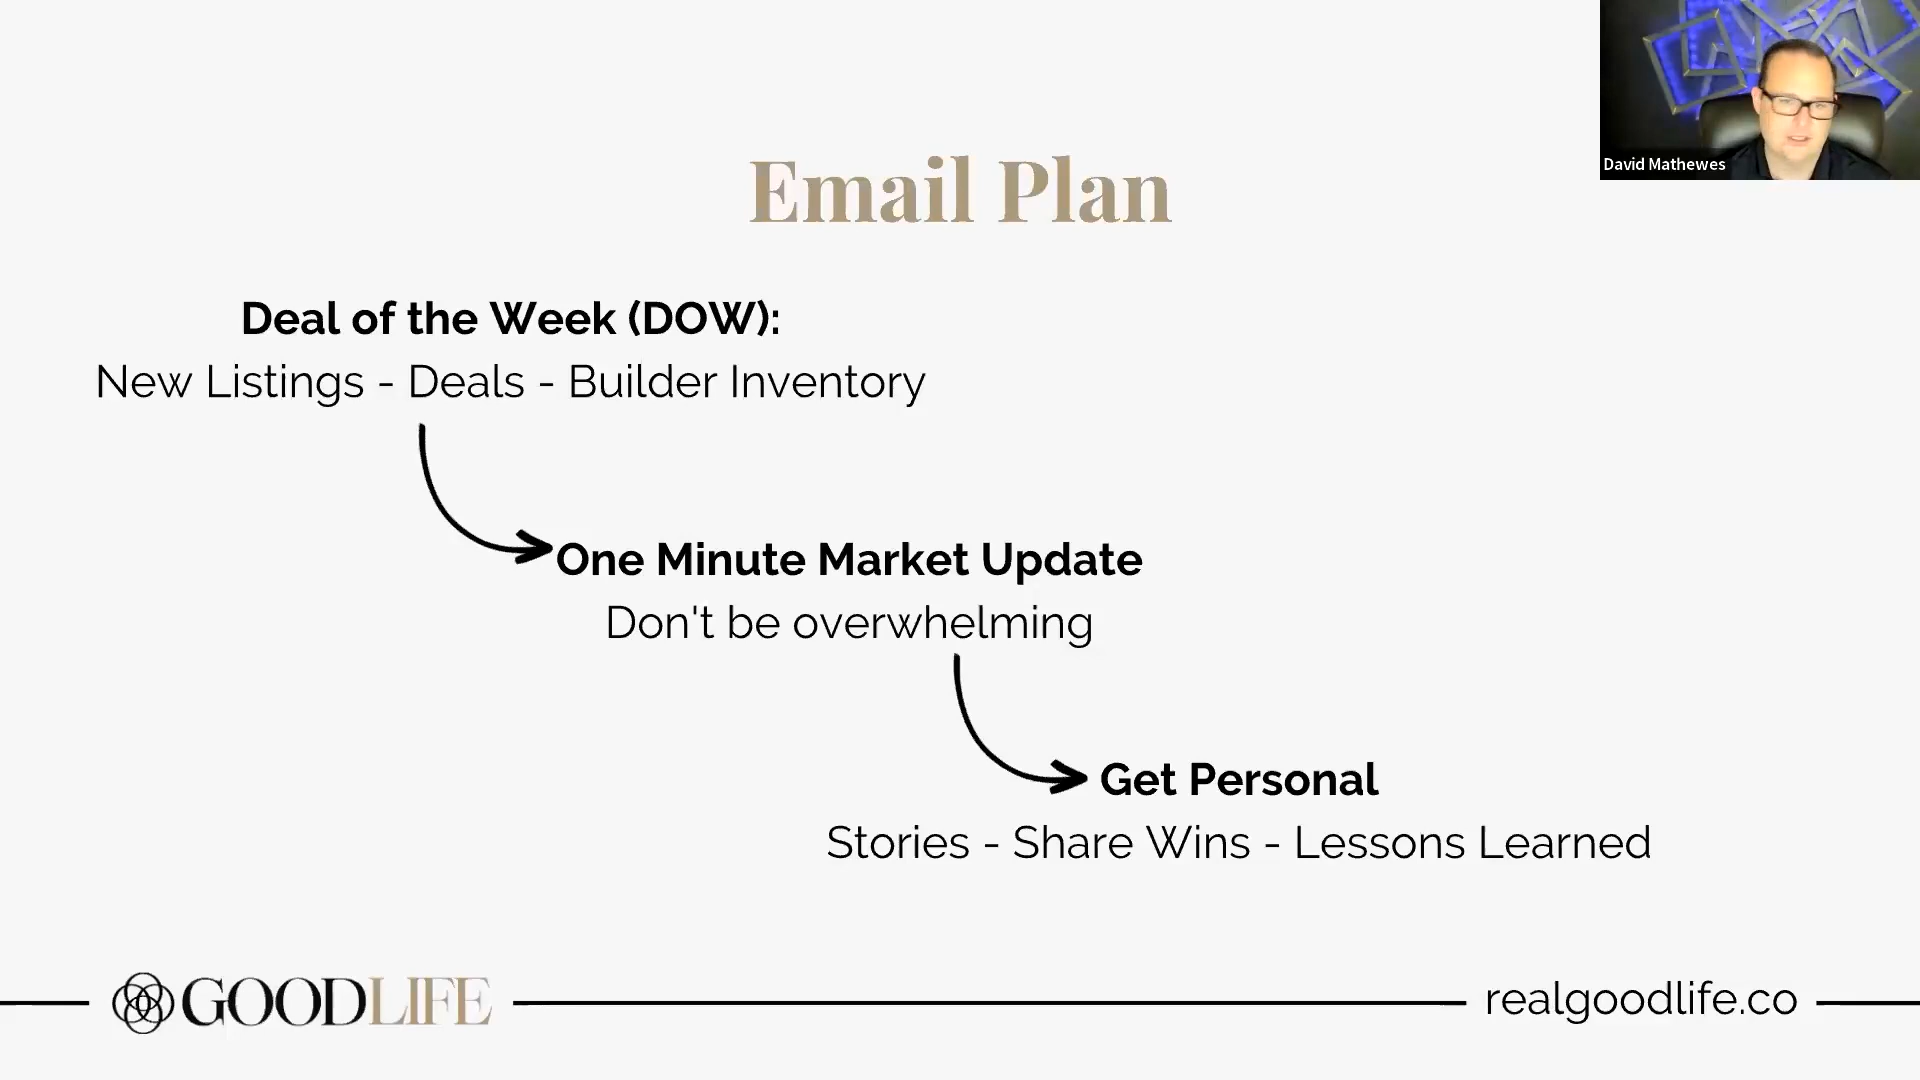 David Mathewes
Email Plan
Deal of the Week (DOW):
New Listings - Deals - Builder Inventory
One Minute Market Update
Don't be overwhelming
Get Personal
Stories - Share Wins - Lessons Learned
GOODLIFE
realgoodlife.co